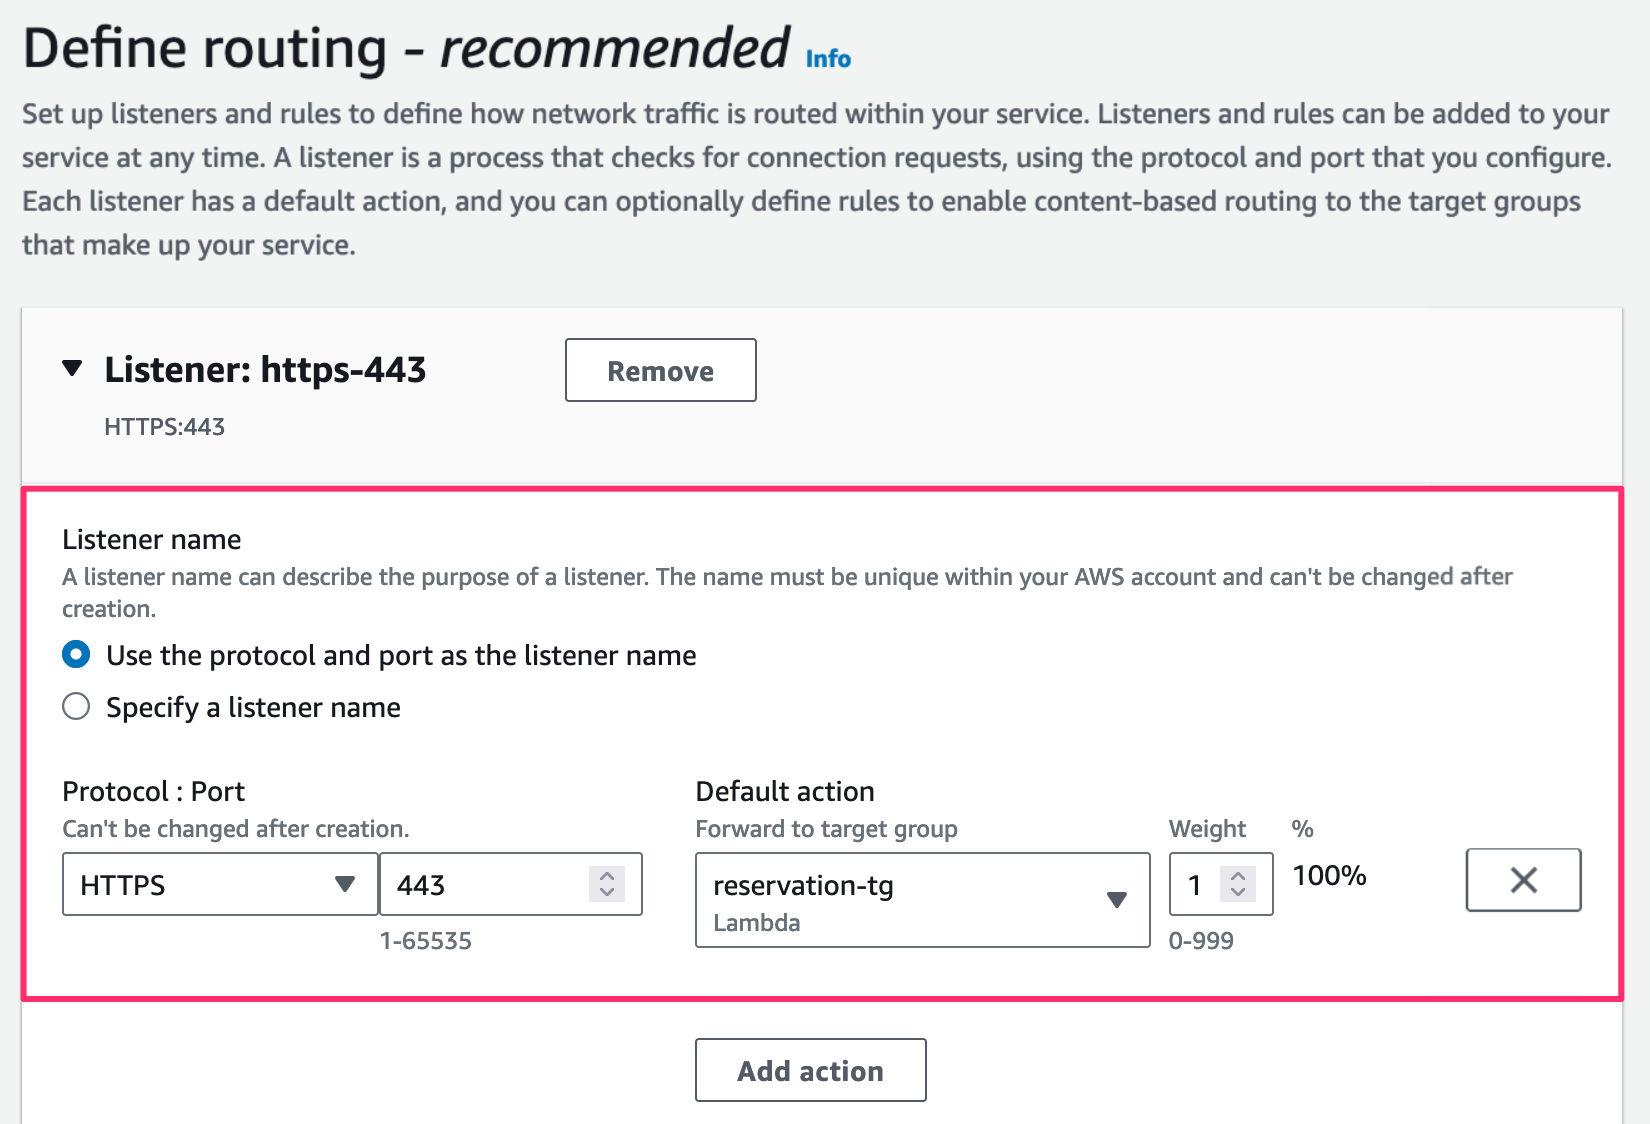 Define routing - recommended Info
Set up listeners and rules to define how network traffic is routed within your service. Listeners and rules can be added to your
service at any time. A listener is a process that checks for connection requests, using the protocol and port that you configure.
Each listener has a default action, and you can optionally define rules to enable content-based routing to the target groups
that make up your service.
Listener: https-443
Remove
HTTPS:443
Listener name
A listener name can describe the purpose of a listener. The name must be unique within your AWS account and can't be changed after
creation.
Use the protocol and port as the listener name
Specify a listener name
Protocol : Port
Can't be changed after creation.
HTTPS
443
1-65535
Default action
Forward to target group
reservation-tg
Lambda
Weight
1
0-999
%
100%
Add action